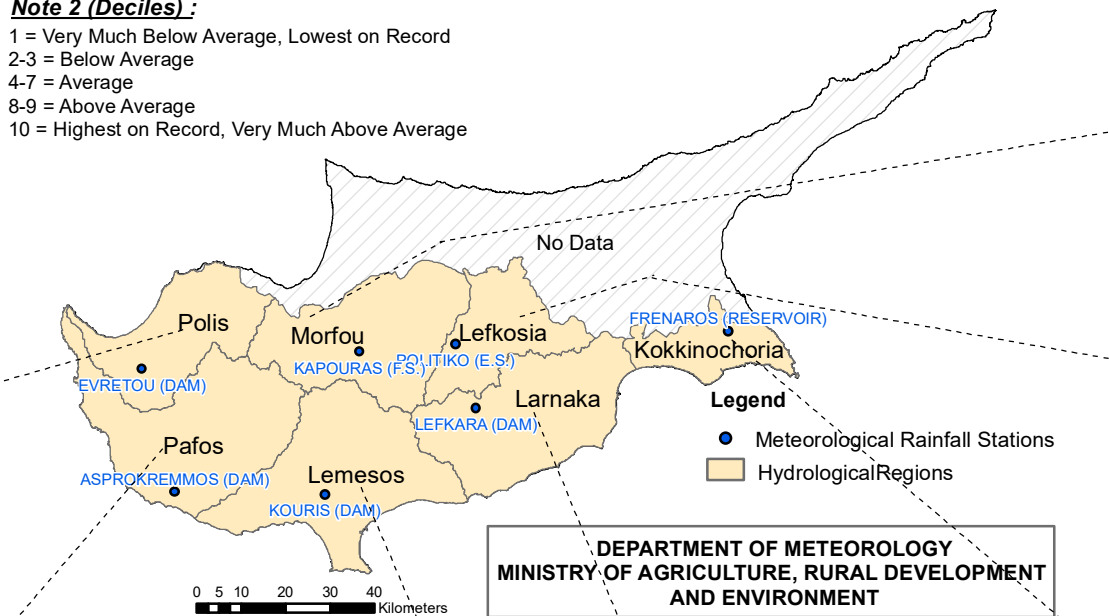 Note 2 (Deciles) :
1 = Very Much Below Average, Lowest on Record
2-3 = Below Average
4-7 = Average
8-9 = Above Average
10 = Highest on Record, Very Much Above Average
No Data
Polis
Morfou
Lefkosia
FRENAROS (RESERVOIR)
Kokkinochoria
KAPOURAS (F.S.)
POLITIKO (E.S.)
EVRETOU (DAM)
Larnaka
LEFKARA (DAM)
Pafos
ASPROKREMMOS (DAM)
Lemesos
KOURIS (DAM)
Legend
Meteorological Rainfall Stations
HydrologicalRegions
DEPARTMENT OF METEOROLOGY
MINISTRY OF AGRICULTURE, RURAL DEVELOPMENT
AND ENVIRONMENT
0 5 10 20 30 40
Kilometers